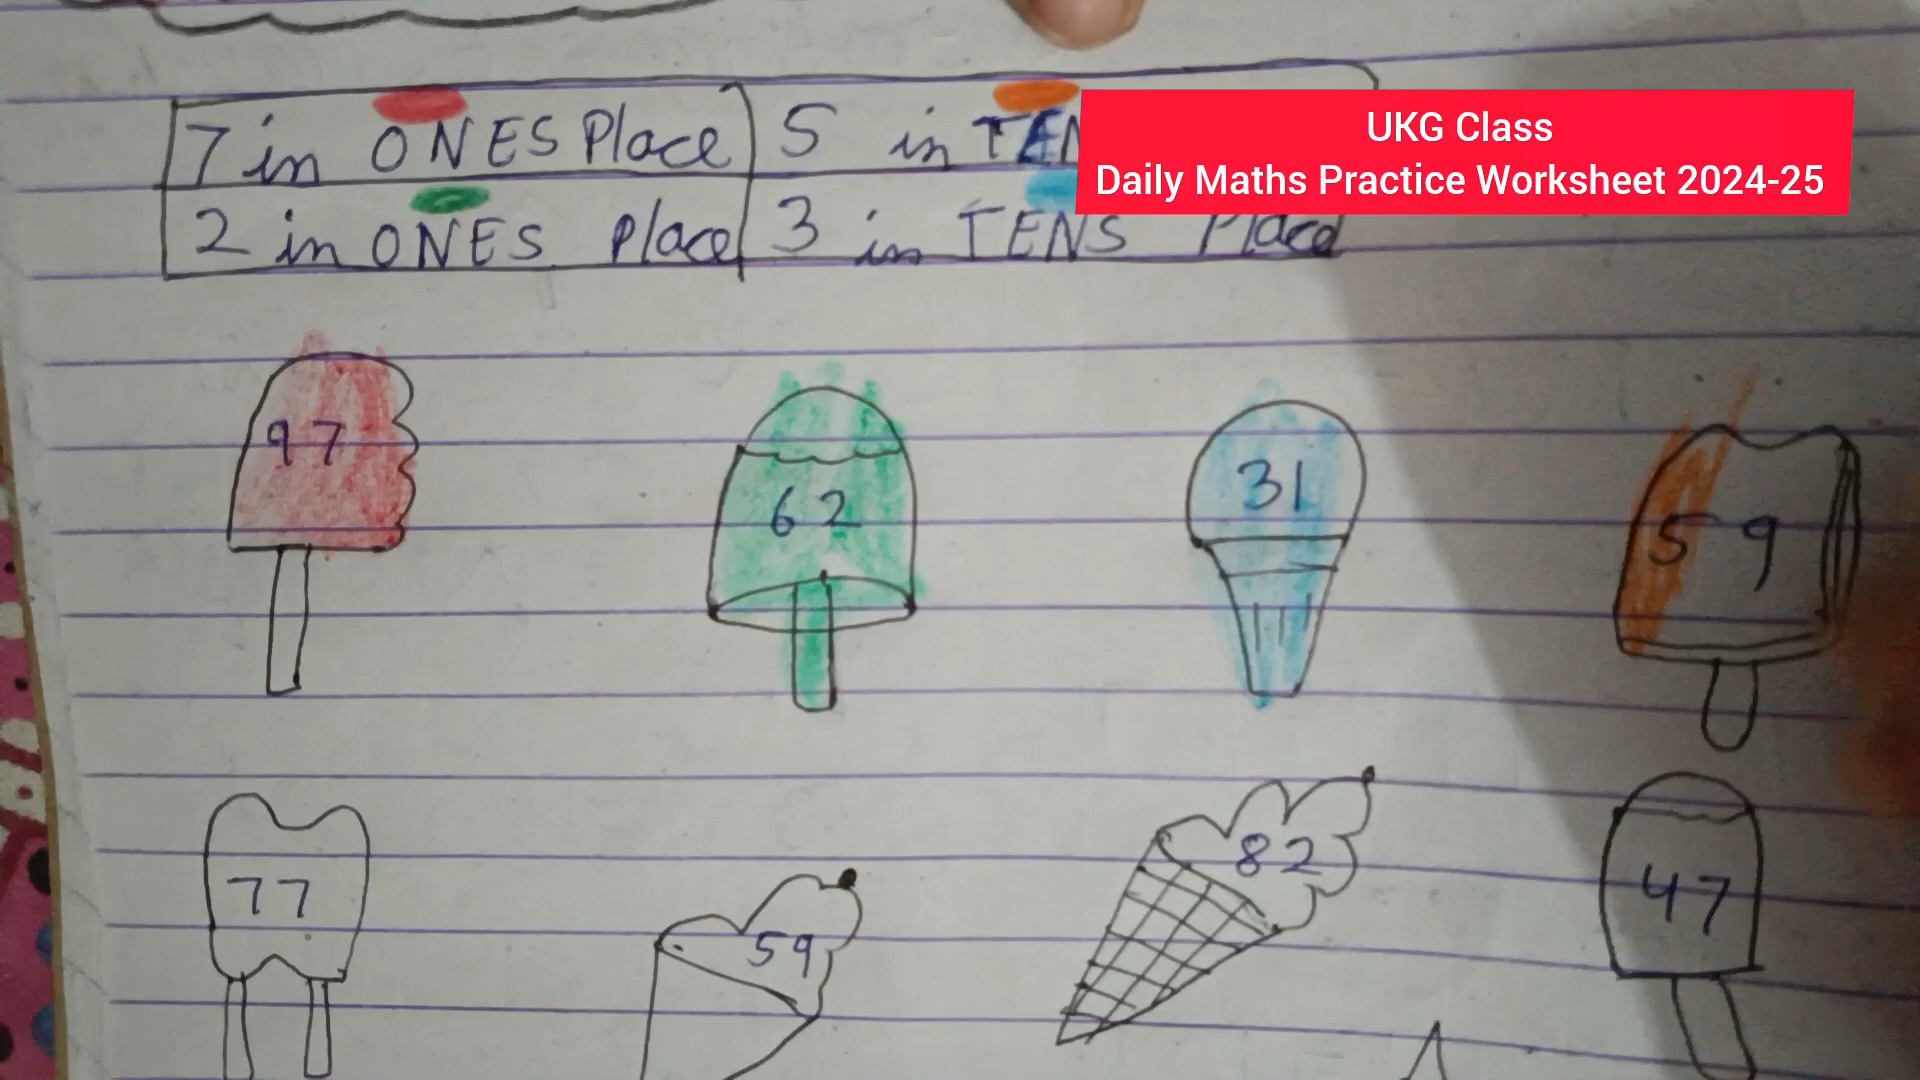 7 in ONES Place
5 in TEN
2 in ONES Place
3 in TENS Place
UKG Class
Daily Maths Practice Worksheet 2024-25
97
62
31
59
77
59
82
47